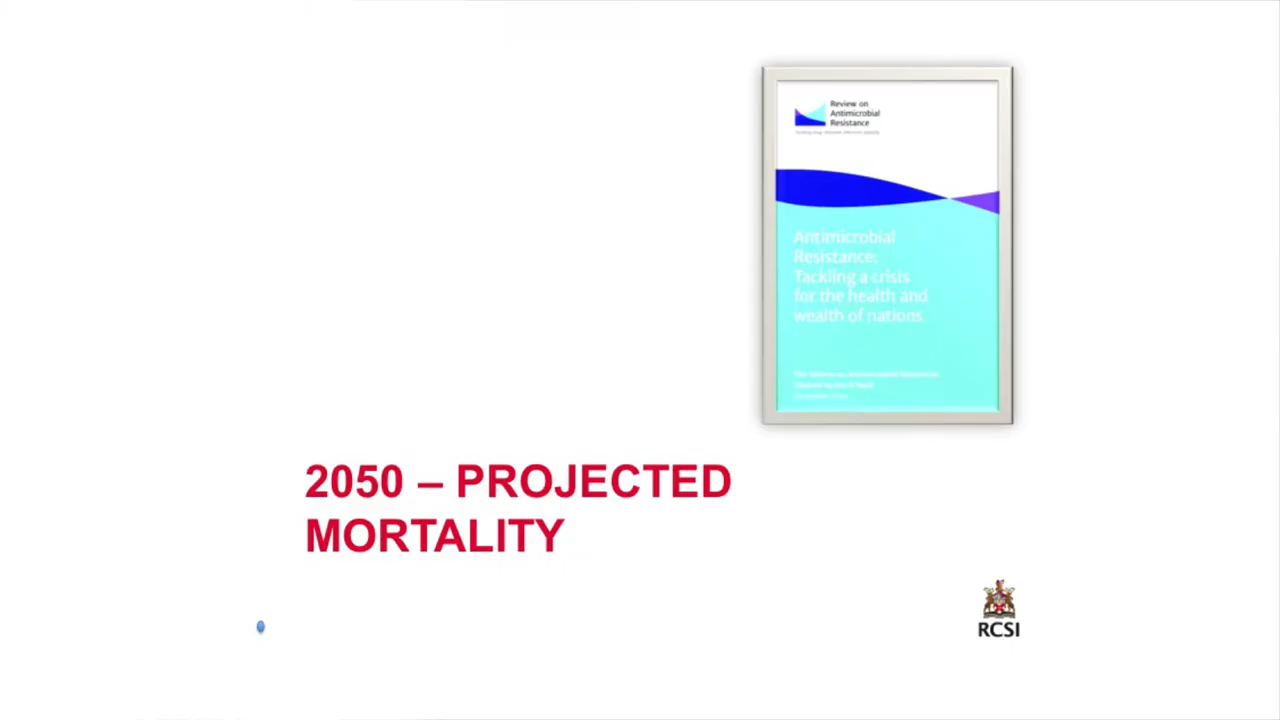 Review on
Antimicrobial
Resistance
Antimicrobial
Resistance:
Tackling a crisis
for the health and
wealth of nations
2050 – PROJECTED
MORTALITY
RCSI